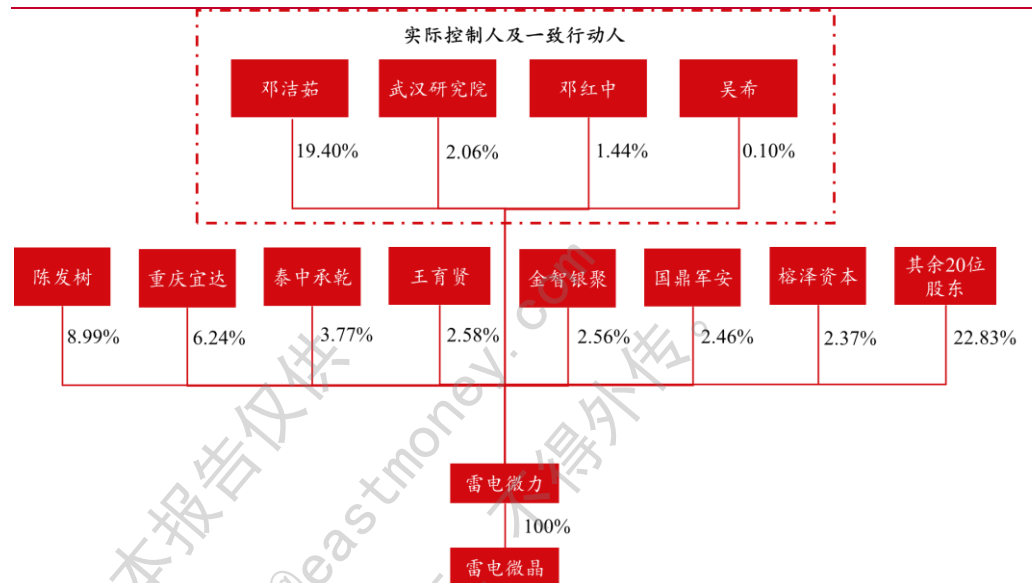 实际控制人及一致行动人
邓洁茹
武汉研究院
邓红中
吴希
19.40%
2.06%
1.44%
0.10%
陈发树
重庆宜达
泰中承乾
王育贤
金智银聚
国鼎军安
榕泽资本
其余20位
股东
8.99%
6.24%
3.77%
2.58%
2.56%
2.46%
2.37%
22.83%
雷电微力
100%
雷电微晶
本报告仅供
@eastmoney.com
不得外传。